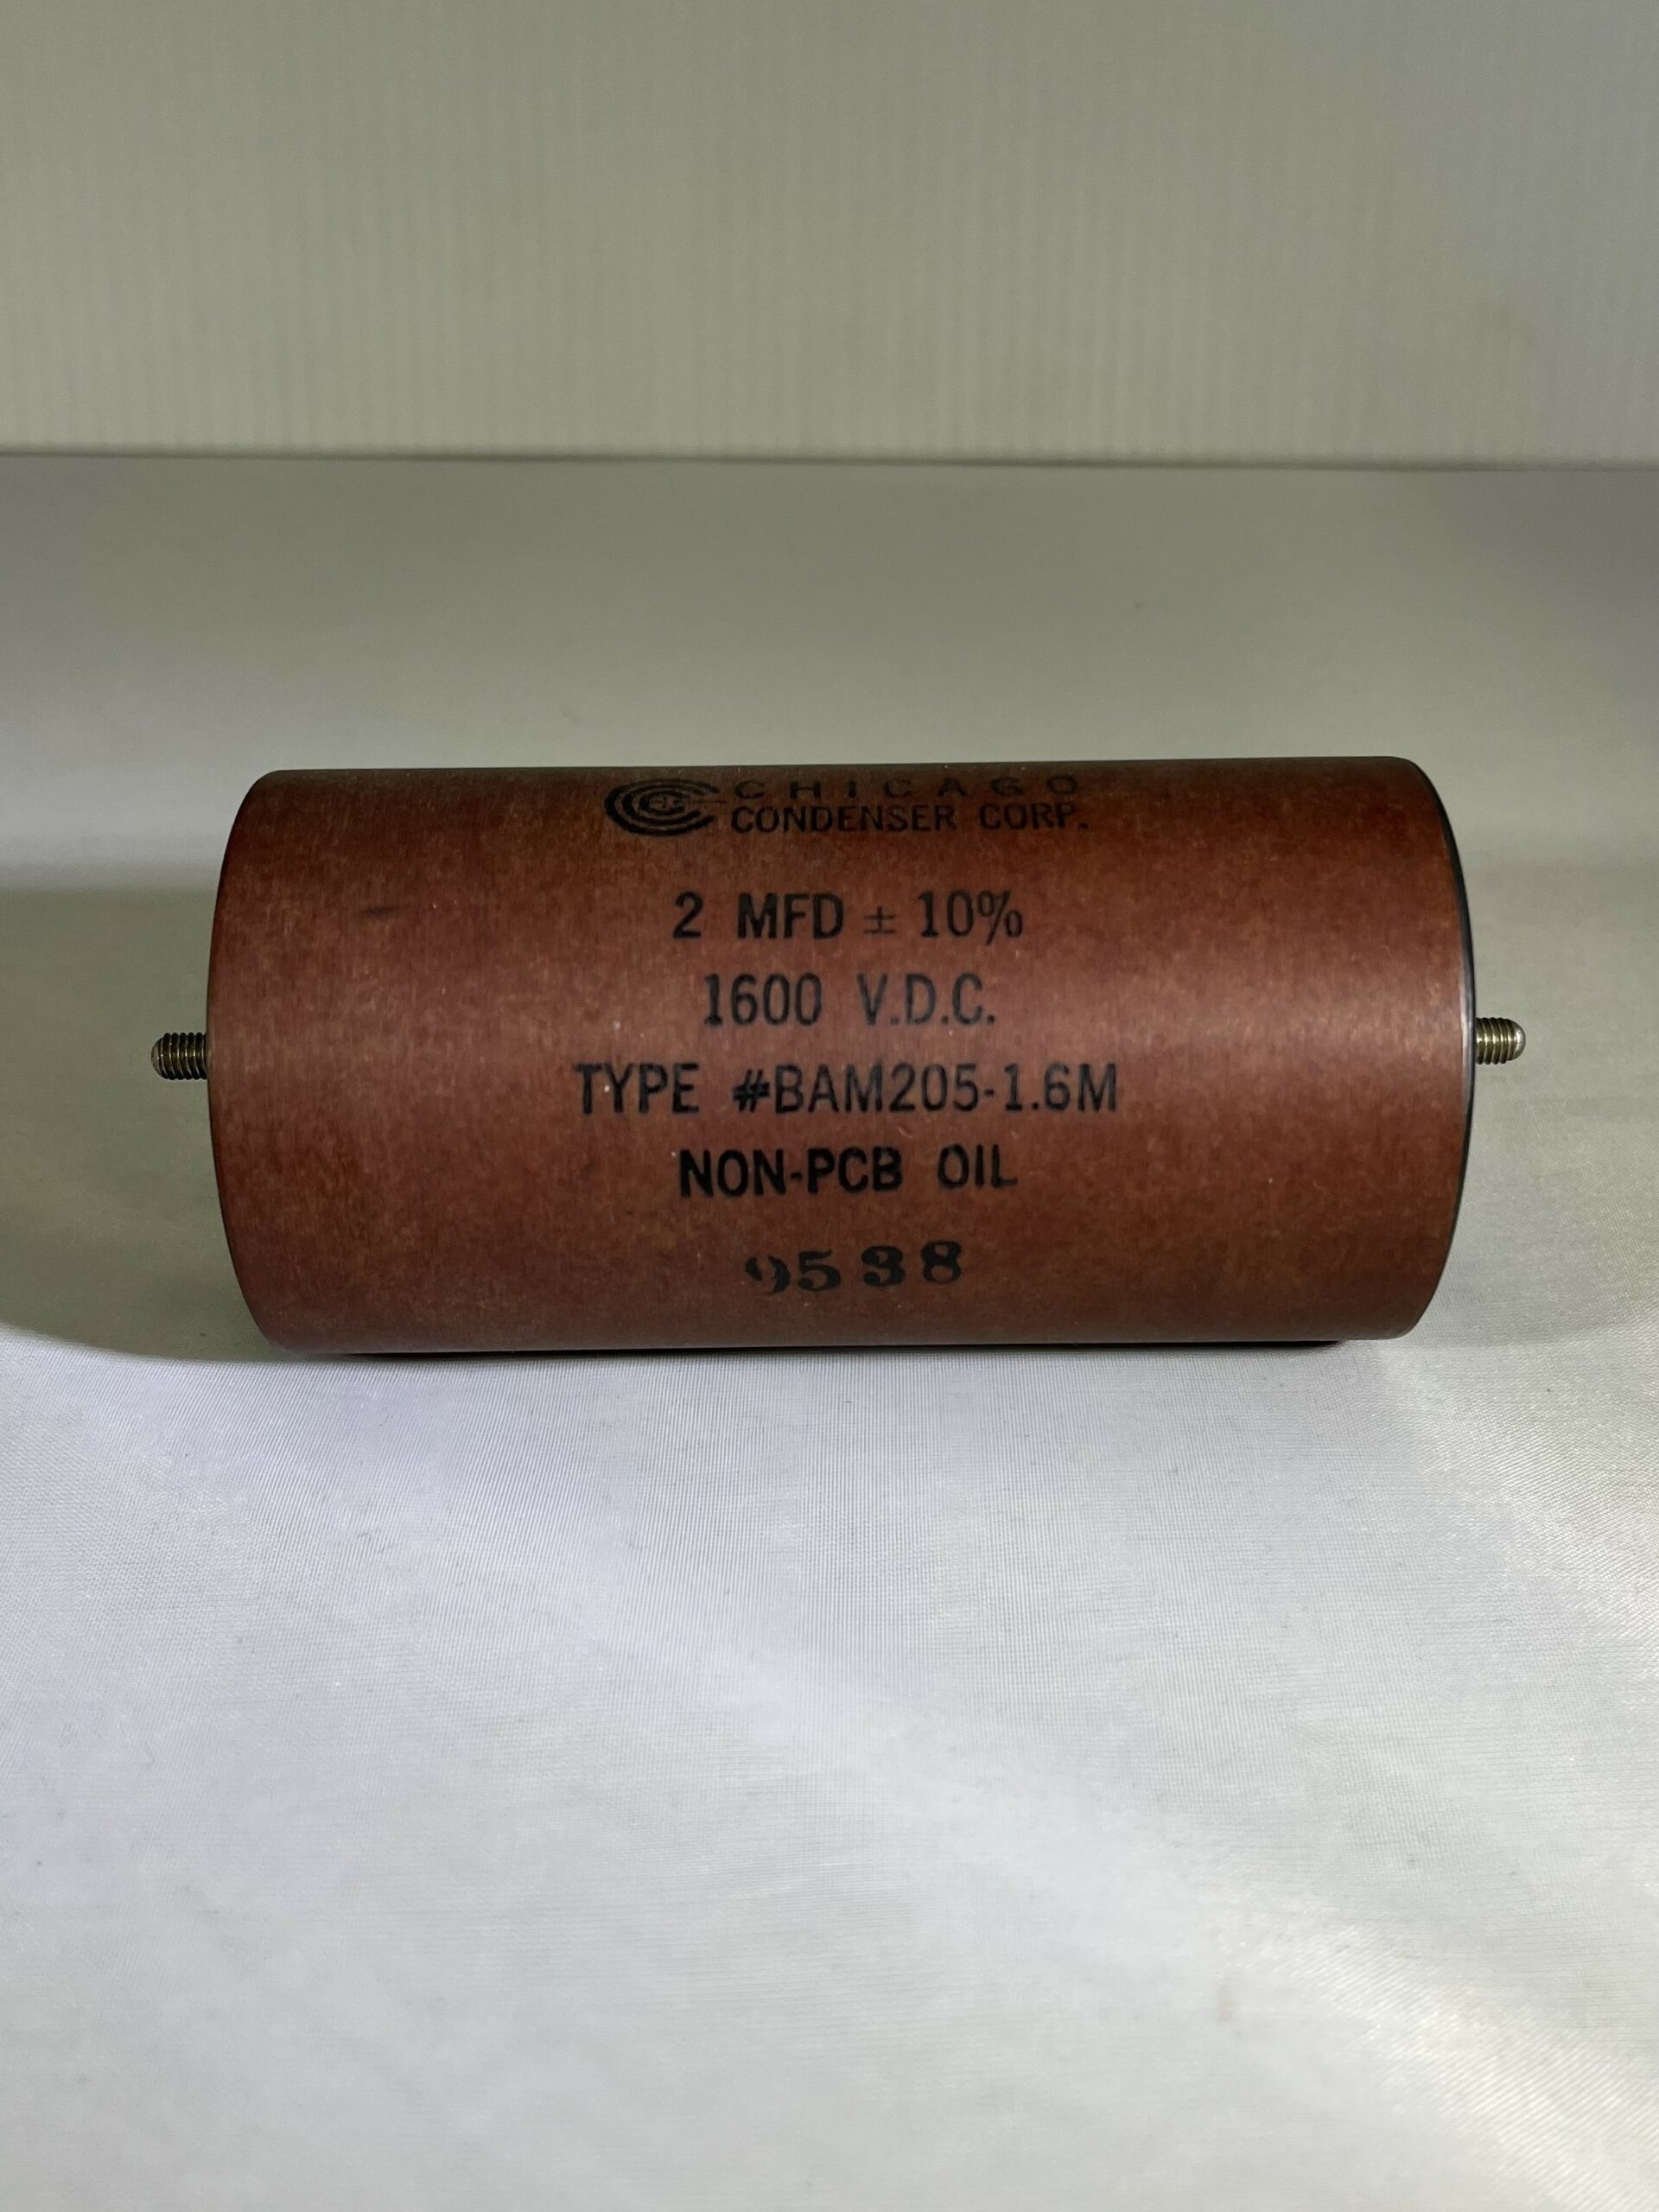 CHICAGO
CONDENSER CORP.
2 MFD ± 10%
1600 V.D.C.
TYPE #BAM205-1.6M
NON-PCB OIL
9538